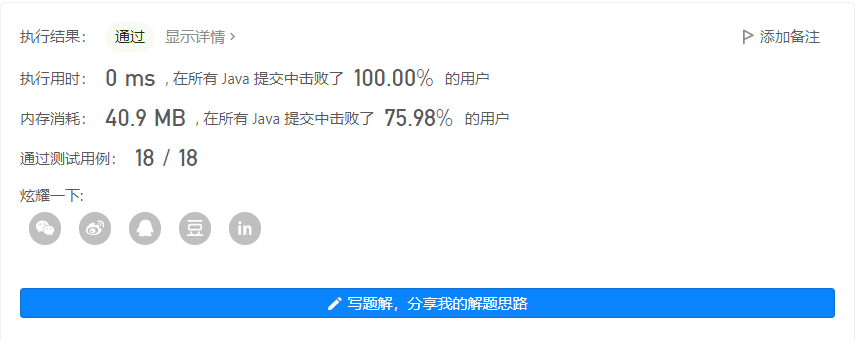 执行结果： 通过 显示详情 › 添加备注
执行用时： 0 ms , 在所有 Java 提交中击败了 100.00% 的用户
内存消耗： 40.9 MB , 在所有 Java 提交中击败了 75.98% 的用户
通过测试用例： 18 / 18
炫耀一下:
豆 in
写题解，分享我的解题思路